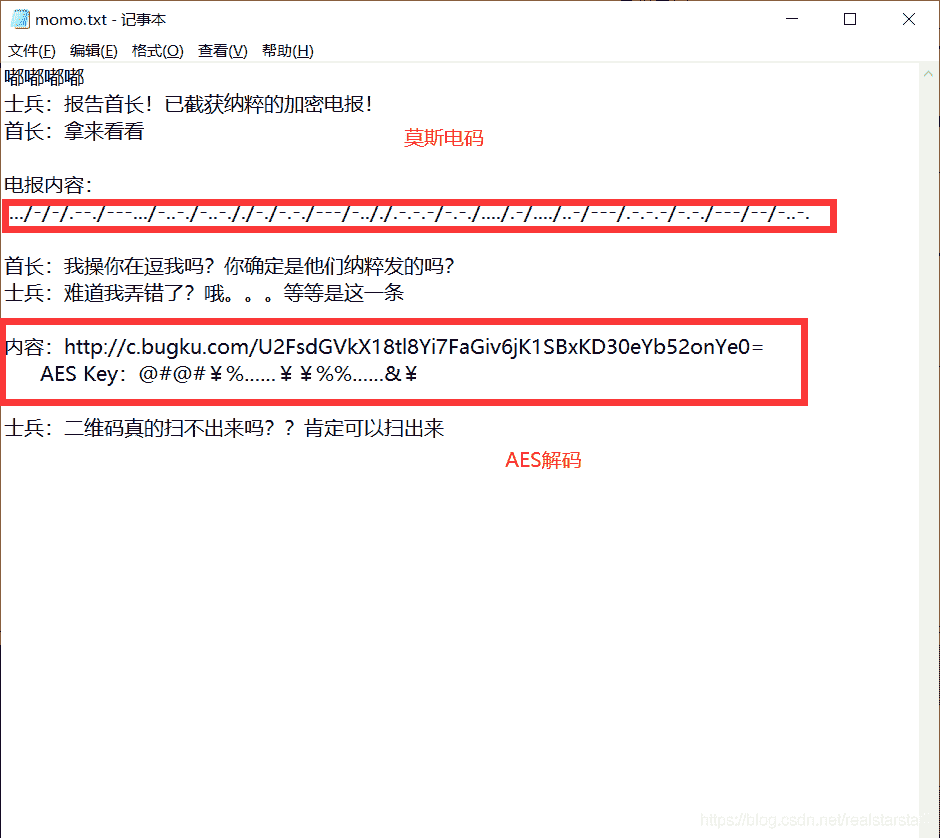 momo.txt - 记事本
文件(F) 编辑(E) 格式(O) 查看(V) 帮助(H)
嘟嘟嘟嘟
士兵：报告首长！已截获纳粹的加密电报！
首长：拿来看看
莫斯电码
电报内容：
.../-/-/.--./---.../-..-./-..-././-./-.-./---/-.././.-.-.-/-.-./..../.-/..../..-/---/.-.-.-/-.-./---/--/-..-.
首长：我操你在逗我吗？你确定是他们纳粹发的吗？
士兵：难道我弄错了？哦。。。等等是这一条
内容：http://c.bugku.com/U2FsdGVkX18tl8Yi7FaGiv6jK1SBxKD30eYb52onYe0=
AES Key：@#@#￥%……￥￥%%……&￥
士兵：二维码真的扫不出来吗？？肯定可以扫出来
AES解码